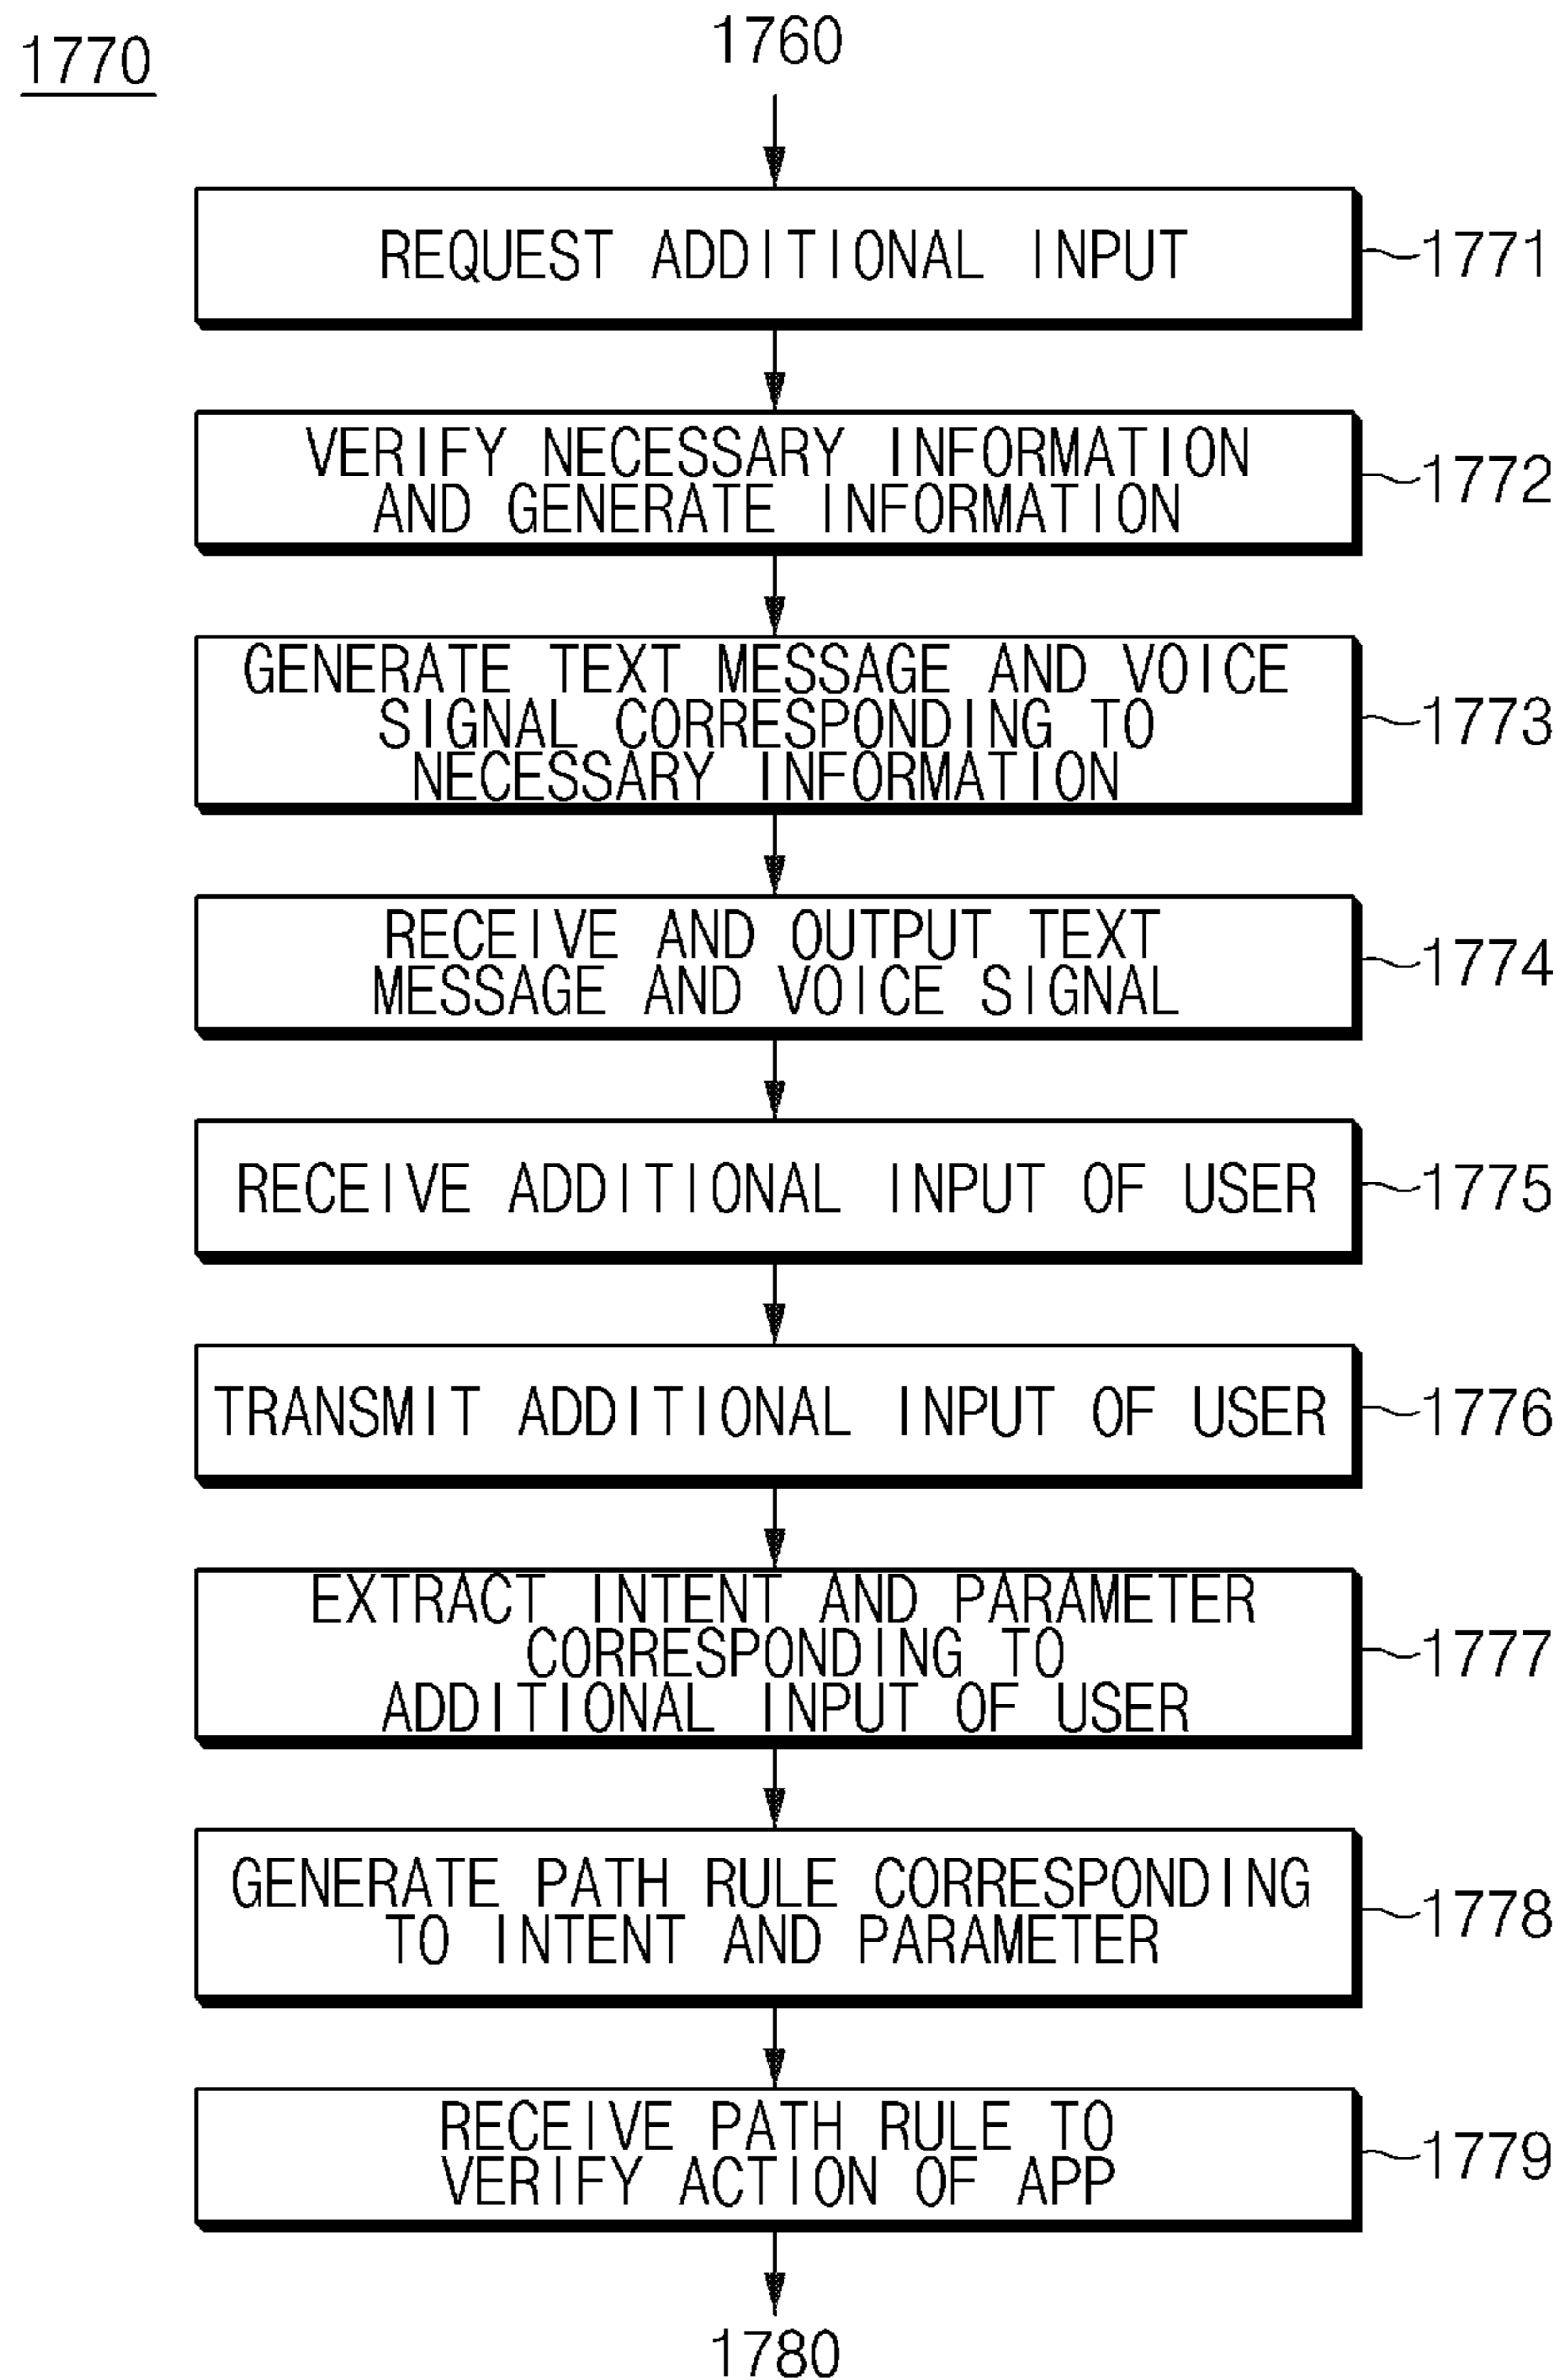 1770
1760
REQUEST ADDITIONAL INPUT
1771
VERIFY NECESSARY INFORMATION
AND GENERATE INFORMATION
1772
GENERATE TEXT MESSAGE AND VOICE
SIGNAL CORRESPONDING TO
NECESSARY INFORMATION
1773
RECEIVE AND OUTPUT TEXT
MESSAGE AND VOICE SIGNAL
1774
RECEIVE ADDITIONAL INPUT OF USER
1775
TRANSMIT ADDITIONAL INPUT OF USER
1776
EXTRACT INTENT AND PARAMETER
CORRESPONDING TO
ADDITIONAL INPUT OF USER
1777
GENERATE PATH RULE CORRESPONDING
TO INTENT AND PARAMETER
1778
RECEIVE PATH RULE TO
VERIFY ACTION OF APP
1779
1780